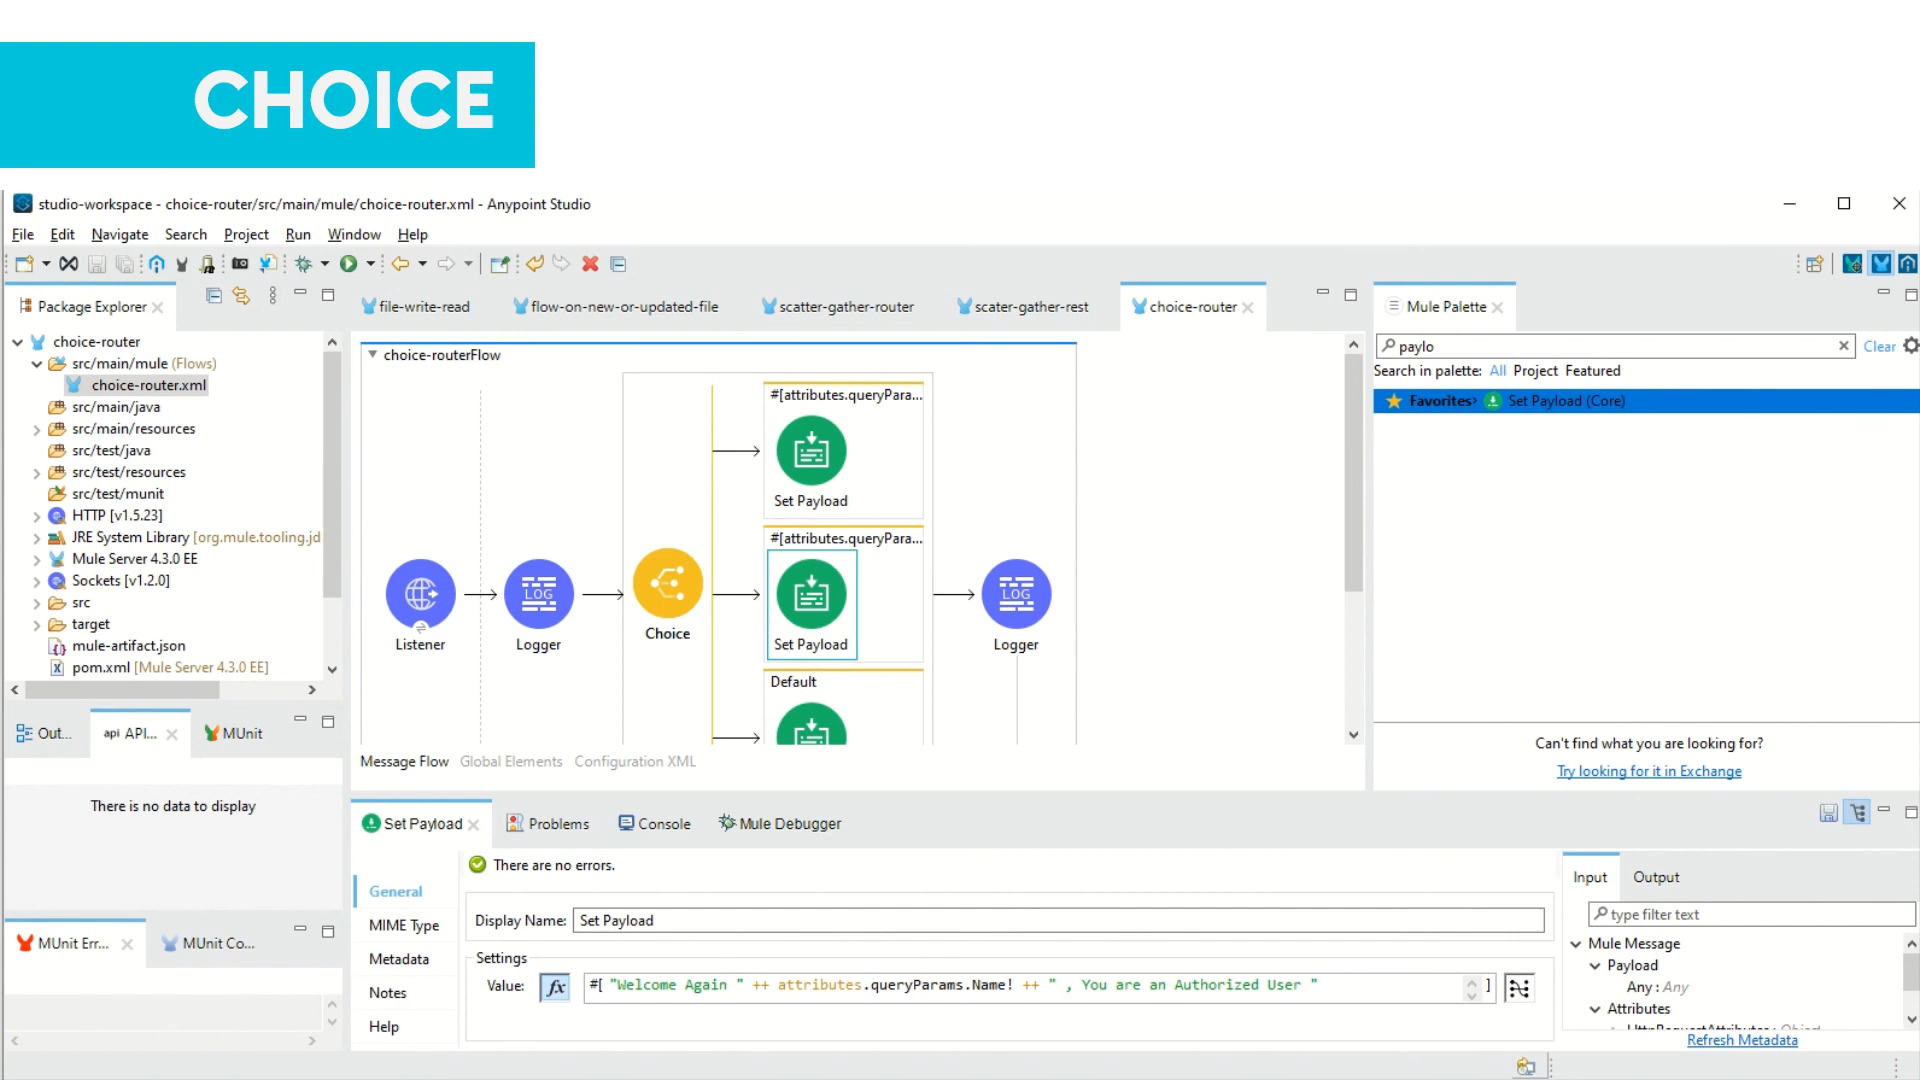 CHOICE
studio-workspace - choice-router/src/main/mule/choice-router.xml - Anypoint Studio
File Edit Navigate Search Project Run Window Help
Package Explorer
choice-router
src/main/mule (Flows)
choice-router.xml
src/main/java
src/main/resources
src/test/java
src/test/resources
src/test/munit
HTTP [v1.5.23]
JRE System Library [org.mule.tooling.jd
Mule Server 4.3.0 EE
Sockets [v1.2.0]
src
target
mule-artifact.json
pom.xml [Mule Server 4.3.0 EE]
Out...
api API...
MUnit
There is no data to display
MUnit Err...
MUnit Co...
file-write-read
flow-on-new-or-updated-file
scatter-gather-router
scater-gather-rest
choice-router
choice-routerFlow
#[attributes.queryPara...
Set Payload
#[attributes.queryPara...
LOG
LOG
Listener
Logger
Choice
Set Payload
Logger
Default
Message Flow Global Elements Configuration XML
Mule Palette
paylo
Clear
Search in palette: All Project Featured
Favorites> Set Payload (Core)
Can't find what you are looking for?
Try looking for it in Exchange
Set Payload
Problems
Console
Mule Debugger
There are no errors.
General
MIME Type
Metadata
Notes
Help
Display Name: Set Payload
Settings
Value: fx #[ "Welcome Again " ++ attributes.queryParams.Name! ++ " , You are an Authorized User " ]
Input Output
type filter text
Mule Message
Payload
Any : Any
Attributes
HttpRequestAttributes : Object
Refresh Metadata